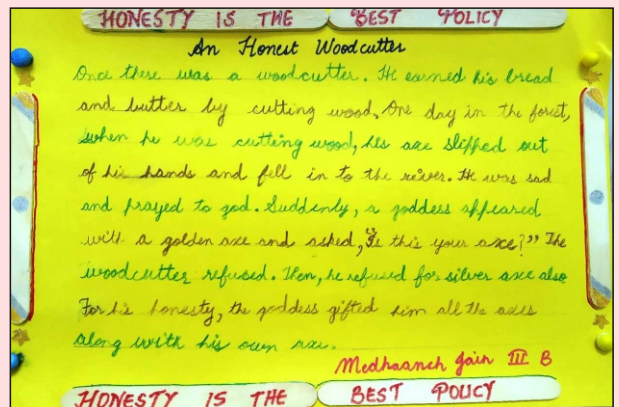 HONESTY IS THE BEST POLICY
An Honest Woodcutter
Once there was a woodcutter. He earned his bread
and butter by cutting wood. One day in the forest,
when he was cutting wood, his axe slipped out
of his hands and fell in to the river. He was sad
and prayed to god. Suddenly, a goddess appeared
with a golden axe and asked, "Is this your axe?" The
woodcutter refused. Then, he refused for silver axe also.
For his honesty, the goddess gifted him all the axes
along with his own axe.
Medhaansh Jain III B
HONESTY IS THE BEST POLICY